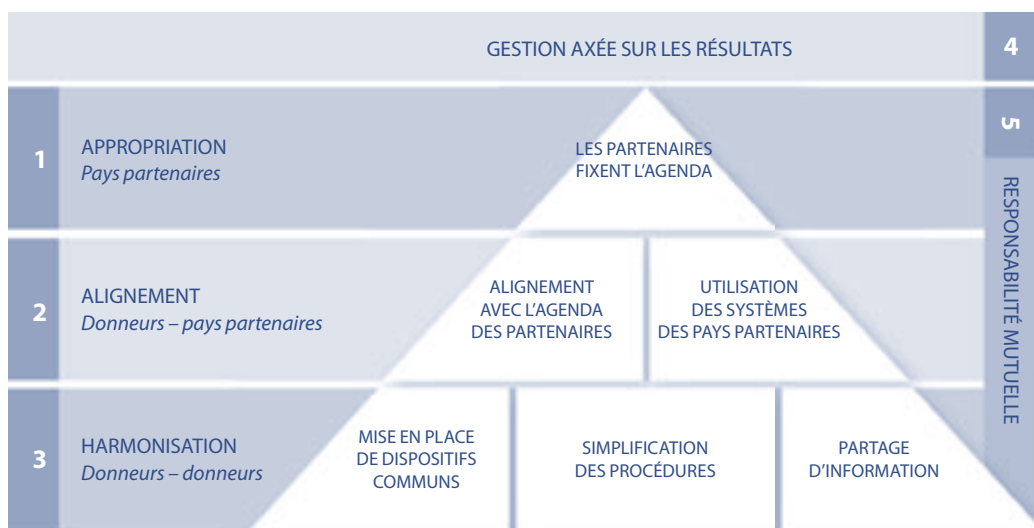 GESTION AXÉE SUR LES RÉSULTATS
4
1
APPROPRIATION
Pays partenaires
LES PARTENAIRES
FIXENT L’AGENDA
5
RESPONSABILITÉ MUTUELLE
2
ALIGNEMENT
Donneurs – pays partenaires
ALIGNEMENT
AVEC L’AGENDA
DES PARTENAIRES
UTILISATION
DES SYSTÈMES
DES PAYS PARTENAIRES
3
HARMONISATION
Donneurs – donneurs
MISE EN PLACE
DE DISPOSITIFS
COMMUNS
SIMPLIFICATION
DES PROCÉDURES
PARTAGE
D’INFORMATION